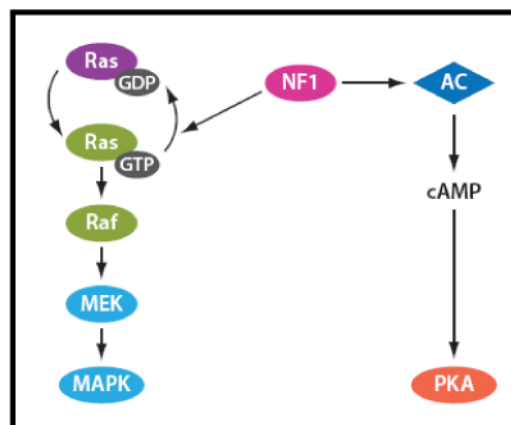 Ras
GDP
NF1
AC
Ras
GTP
cAMP
Raf
MEK
MAPK
PKA